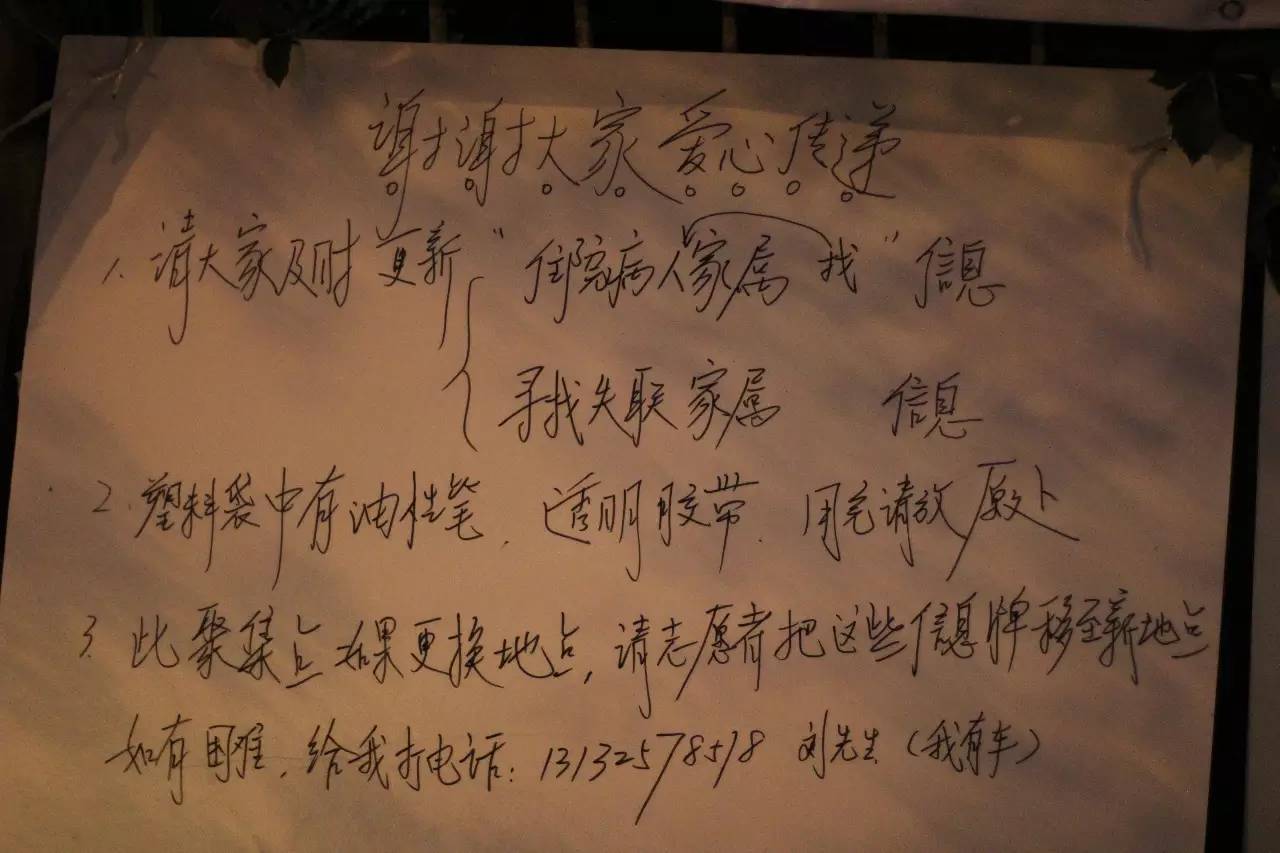 谢谢大家爱心传递
1. 请大家及时更新 "住院病人家属找" 信息
寻找失联家属 信息
2. 塑料袋中有油性笔. 透明胶带. 用完请放原处
3. 此聚集点如果更换地点, 请志愿者把这些信息牌移至新地点
如有困难, 给我打电话: 13132578578 刘先生 (我有车)